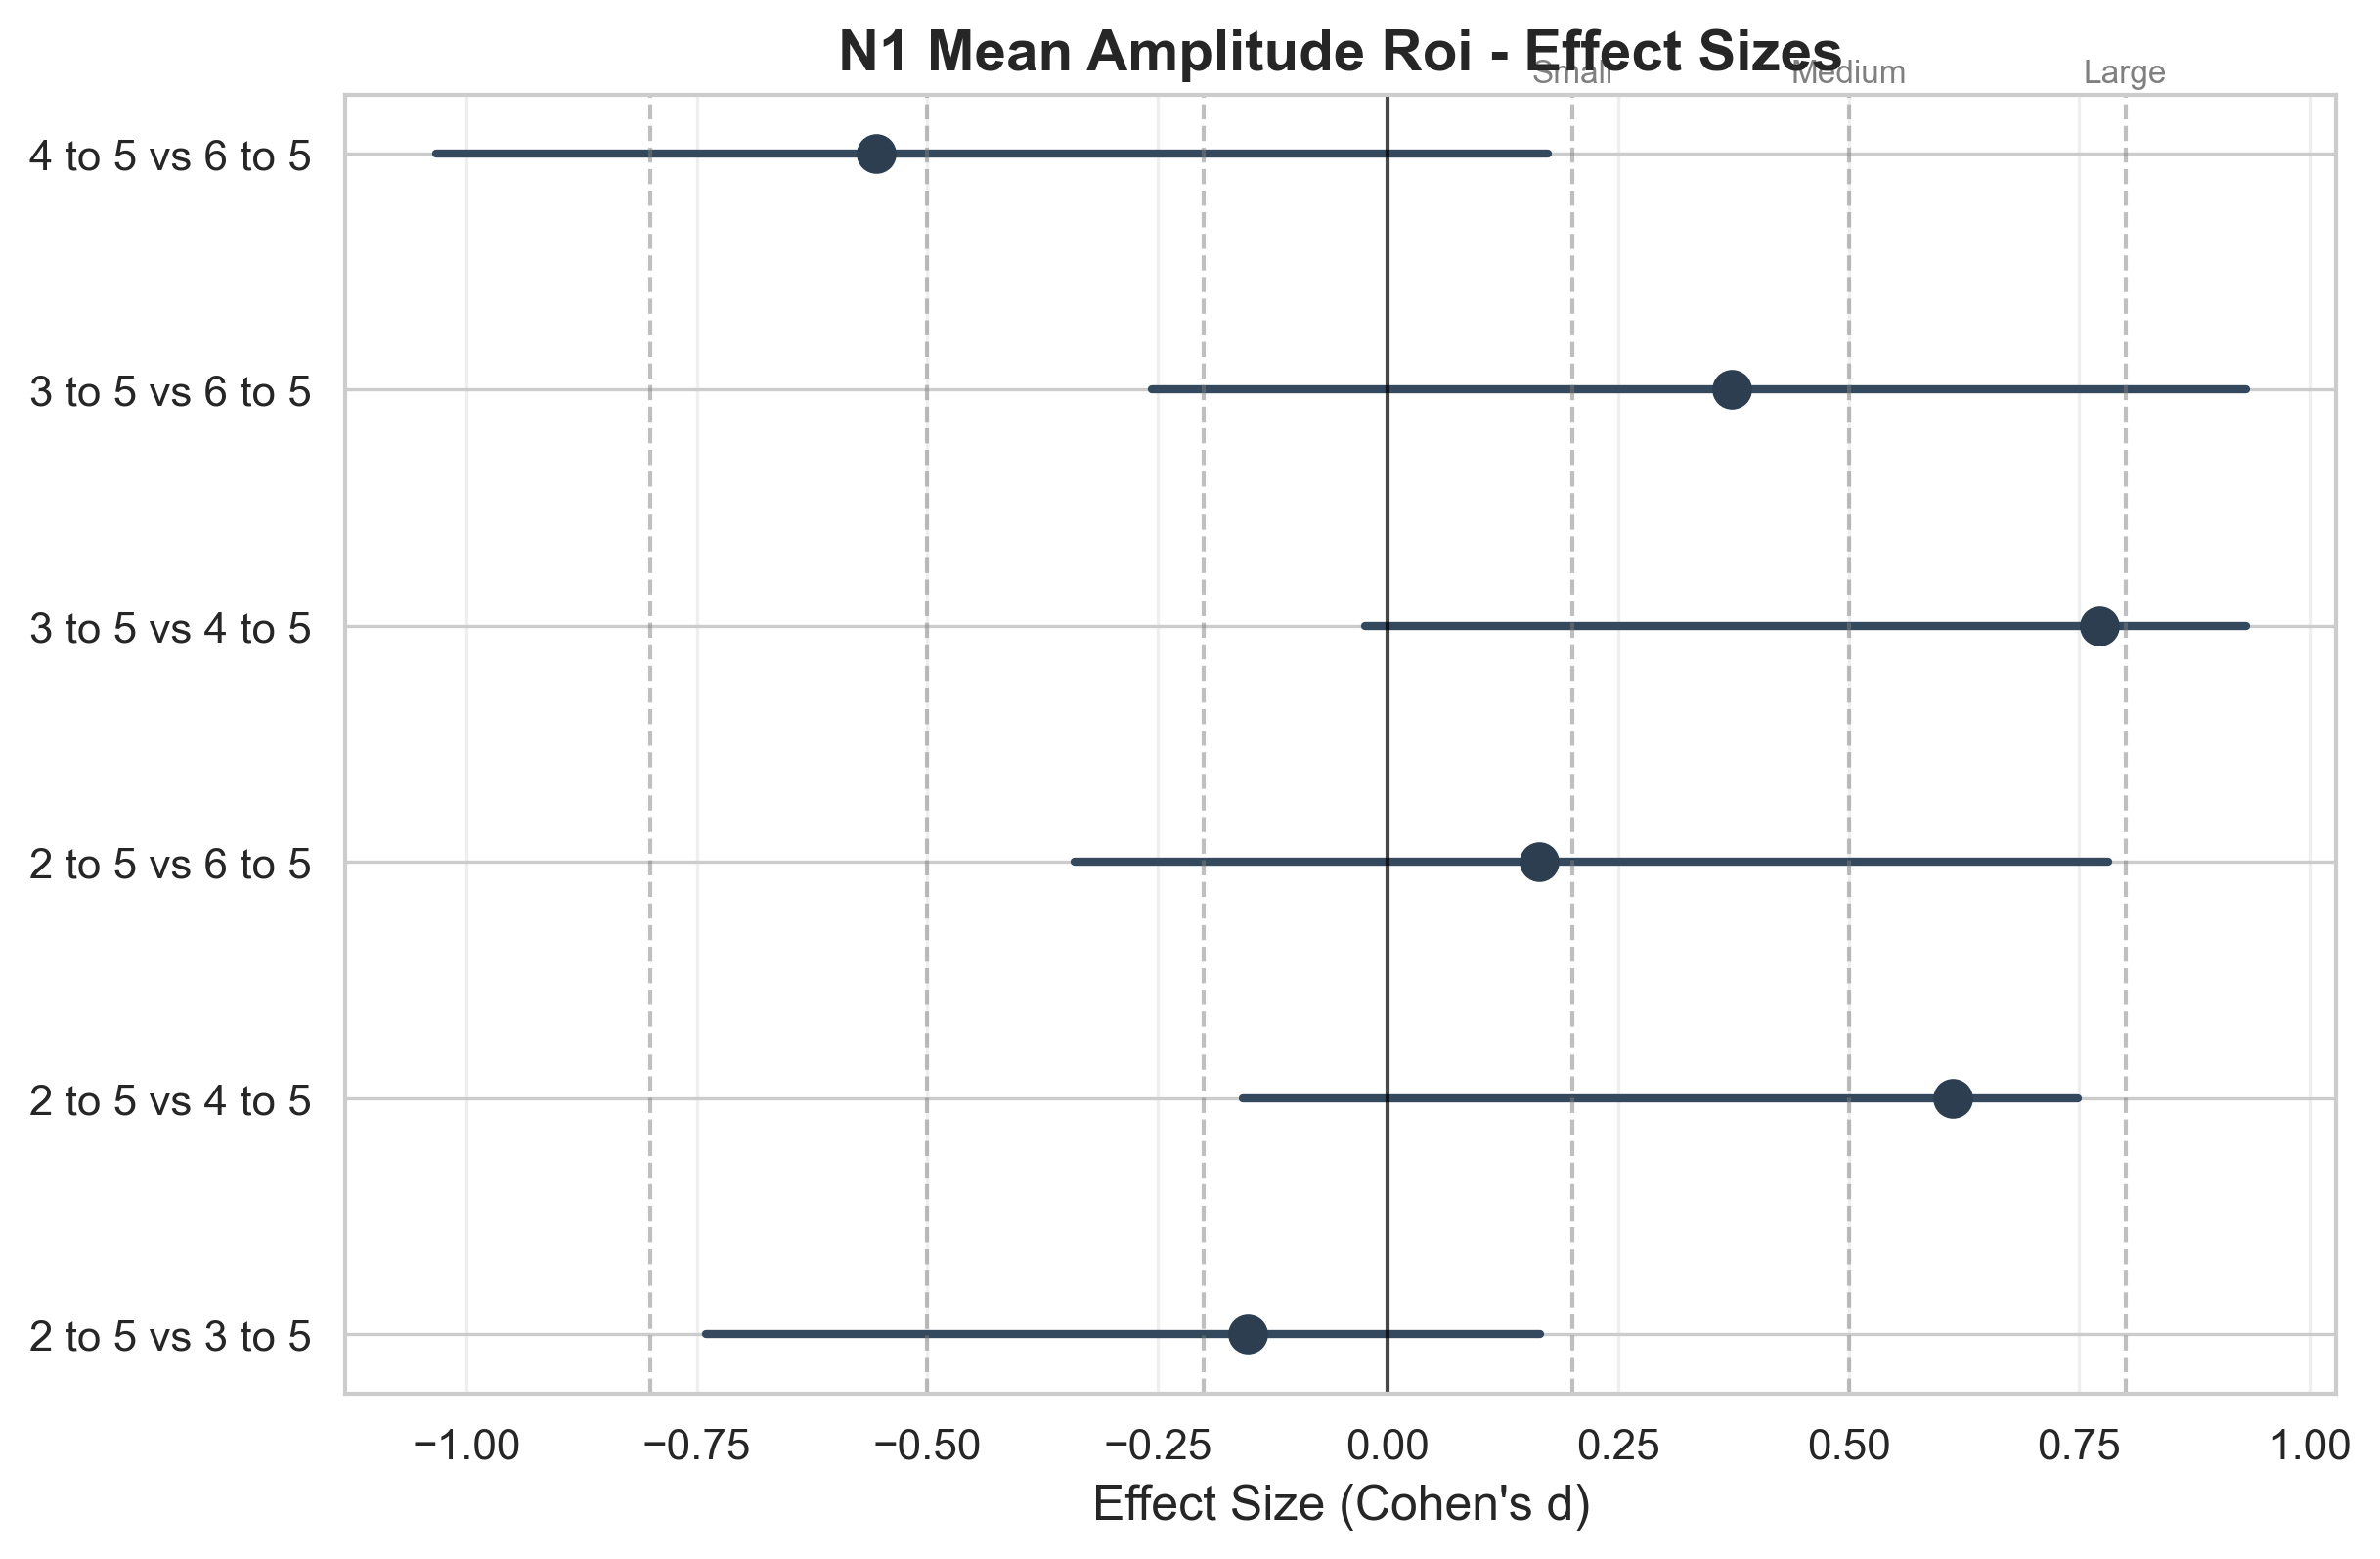 N1 Mean Amplitude Roi - Effect Sizes
Small Medium Large
4 to 5 vs 6 to 5
3 to 5 vs 6 to 5
3 to 5 vs 4 to 5
2 to 5 vs 6 to 5
2 to 5 vs 4 to 5
2 to 5 vs 3 to 5
−1.00 −0.75 −0.50 −0.25 0.00 0.25 0.50 0.75 1.00
Effect Size (Cohen's d)